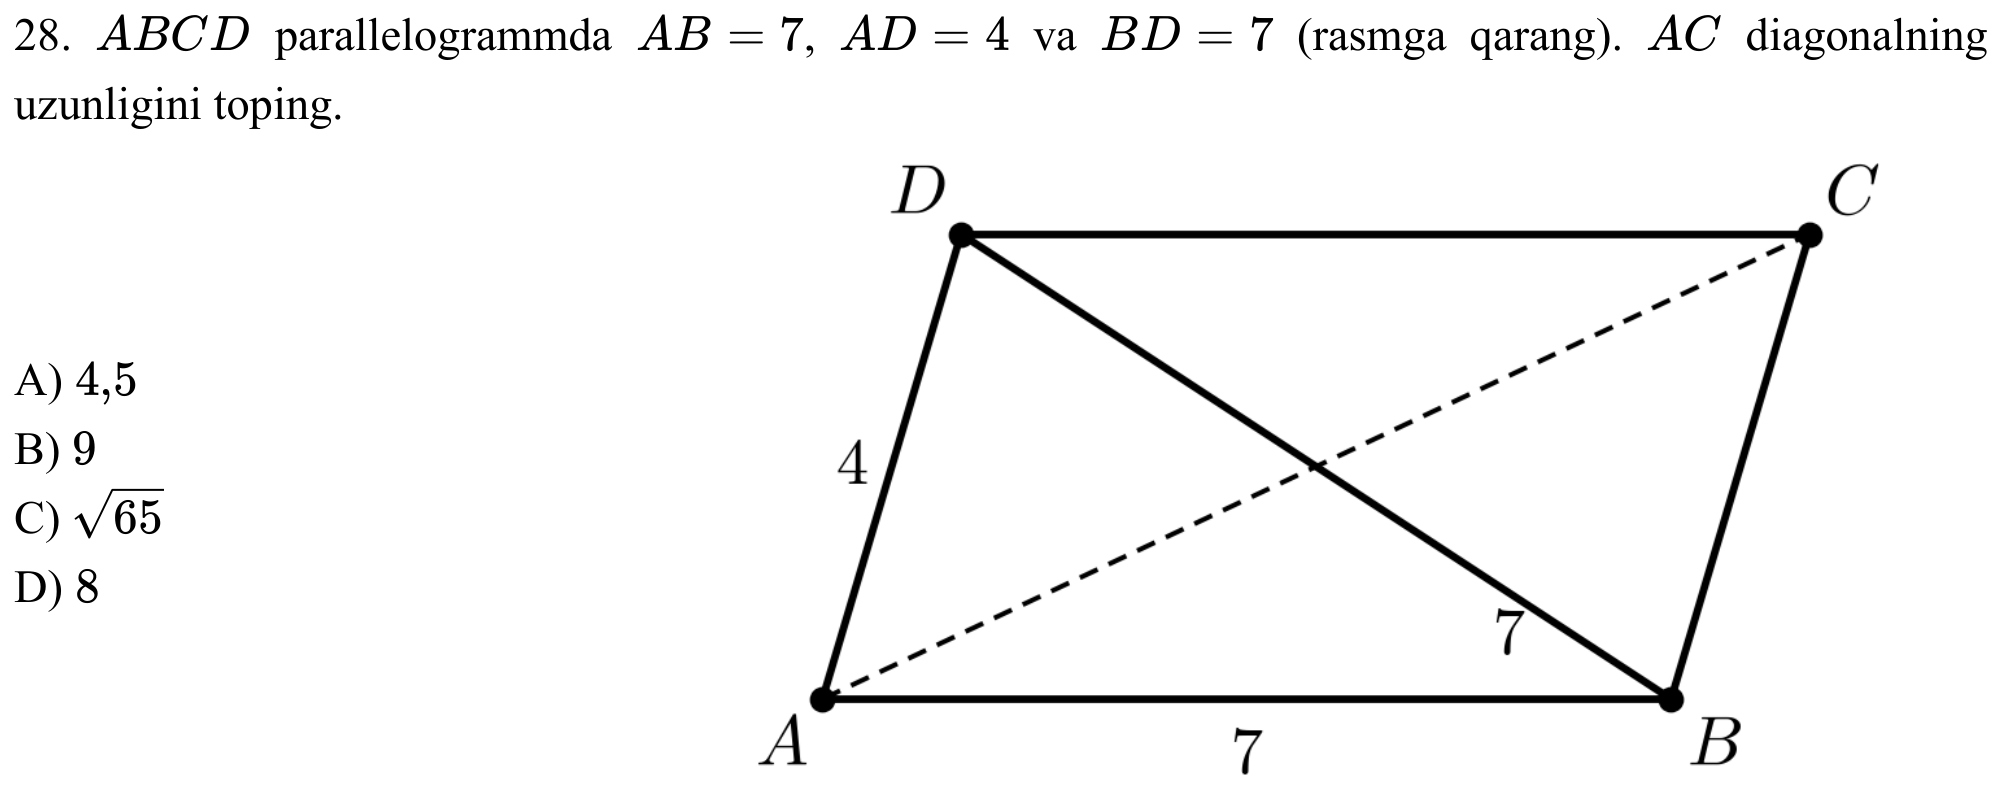 28. ABCD parallelogrammda AB = 7, AD = 4 va BD = 7 (rasmga qarang). AC diagonalning
uzunligini toping.
D
C
A) 4,5
B) 9
4
C) √65
D) 8
7
A
7
B